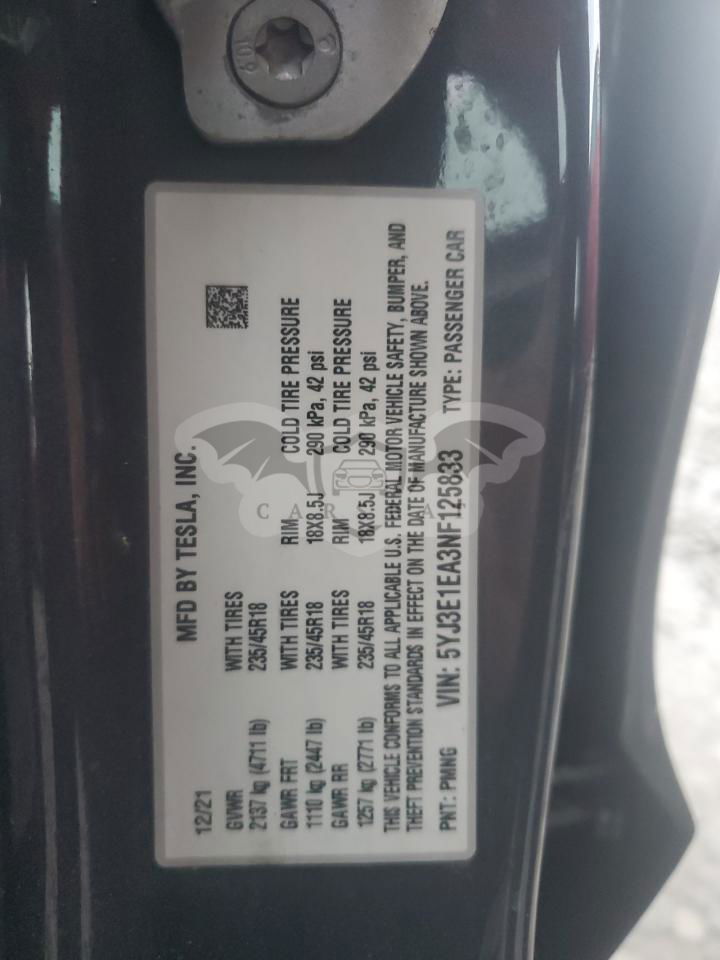 10.9
MFD BY TESLA, INC.
12/21
GVWR WITH TIRES RIM COLD TIRE PRESSURE
2137 kg (4711 lb) 235/45R18
GAWR FRT WITH TIRES
1110 kg (2447 lb) 235/45R18 18X8.5J 290 kPa, 42 psi
GAWR RR WITH TIRES RIM COLD TIRE PRESSURE
1257 kg (2771 lb) 235/45R18 18X8.5J 290 kPa, 42 psi
THIS VEHICLE CONFORMS TO ALL APPLICABLE U.S. FEDERAL MOTOR VEHICLE SAFETY, BUMPER, AND
THEFT PREVENTION STANDARDS IN EFFECT ON THE DATE OF MANUFACTURE SHOWN ABOVE.
PNT: PMNG VIN: 5YJ3E1EA3NF125833 TYPE: PASSENGER CAR